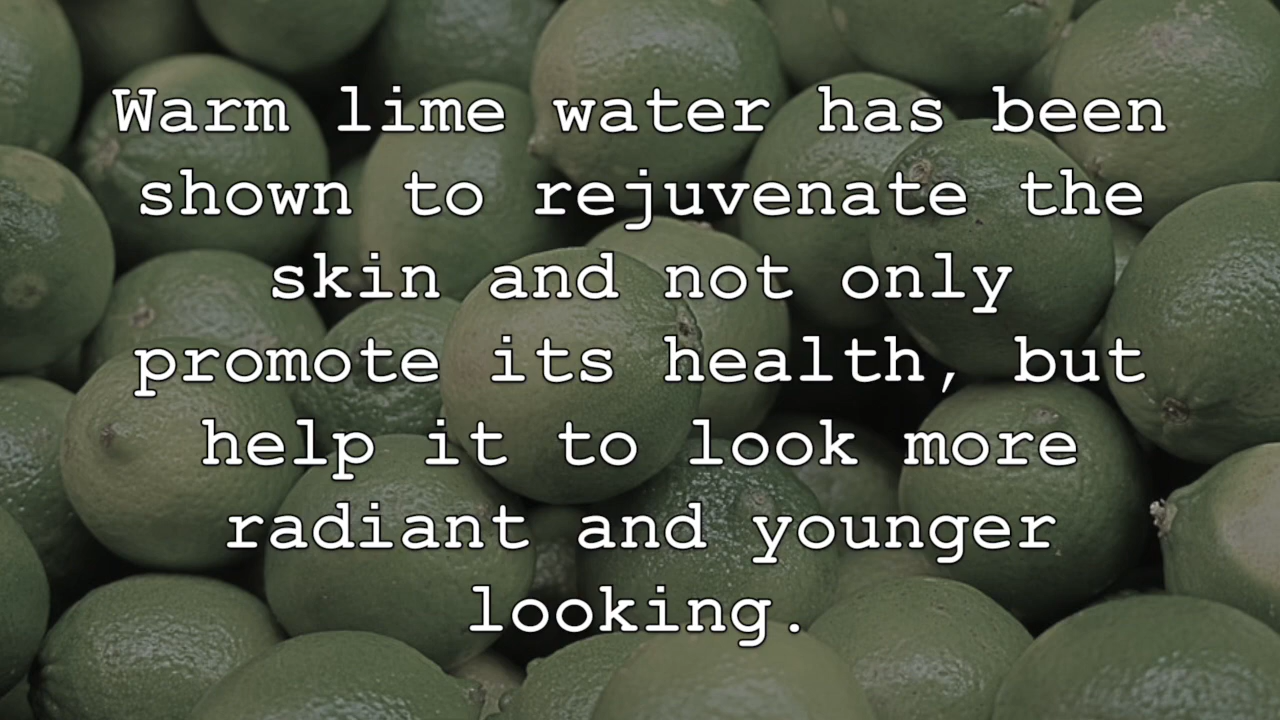 Warm lime water has been
shown to rejuvenate the
skin and not only
promote its health, but
help it to look more
radiant and younger
looking.